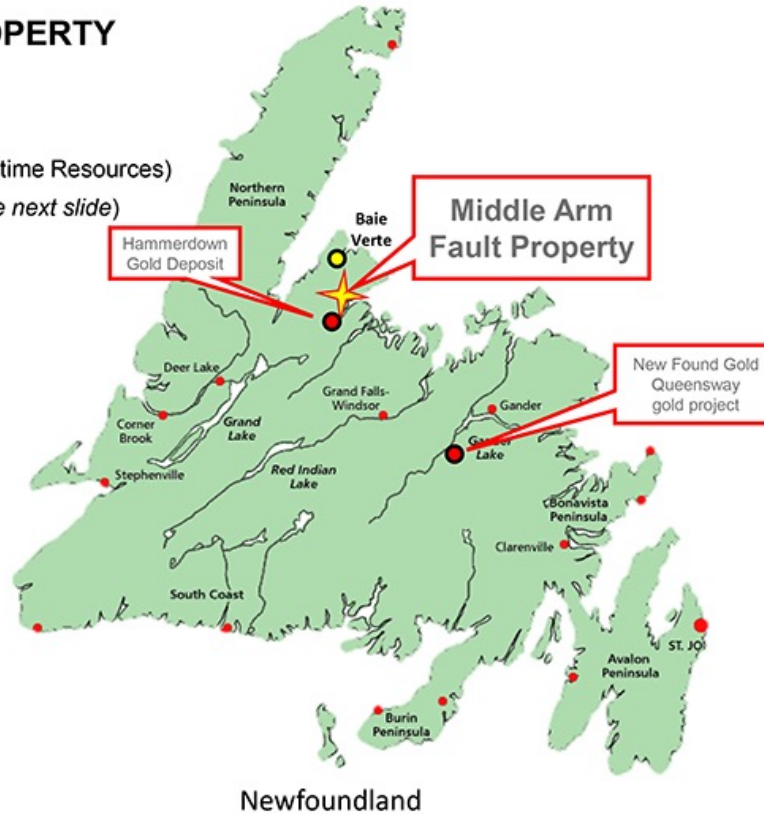 OPERTY
time Resources)
e next slide)
Northern
Peninsula
Baie
Verte
Middle Arm
Fault Property
Hammerdown
Gold Deposit
New Found Gold
Queensway
gold project
Deer Lake
Grand Falls-
Windsor
Gander
Corner
Brook
Grand
Lake
Gander
Lake
Stephenville
Red Indian
Lake
Bonavista
Peninsula
Clarenville
South Coast
ST. JO
Avalon
Peninsula
Burin
Peninsula
Newfoundland